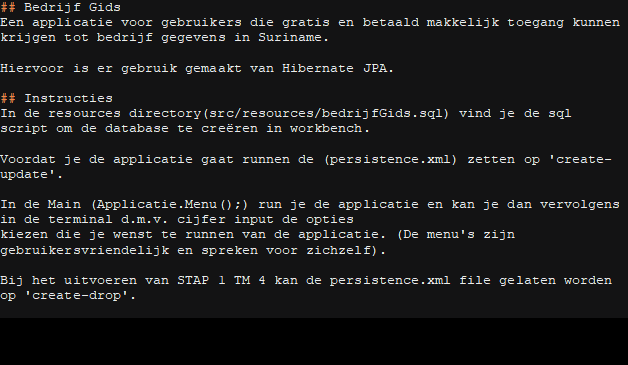 ## Bedrijf Gids
Een applicatie voor gebruikers die gratis en betaald makkelijk toegang kunnen
krijgen tot bedrijf gegevens in Suriname.
Hiervoor is er gebruik gemaakt van Hibernate JPA.
## Instructies
In de resources directory(src/resources/bedrijfGids.sql) vind je de sql
script om de database te creëren in workbench.
Voordat je de applicatie gaat runnen de (persistence.xml) zetten op 'create-
update'.
In de Main (Applicatie.Menu();) run je de applicatie en kan je dan vervolgens
in de terminal d.m.v. cijfer input de opties
kiezen die je wenst te runnen van de applicatie. (De menu's zijn
gebruikersvriendelijk en spreken voor zichzelf).
Bij het uitvoeren van STAP 1 TM 4 kan de persistence.xml file gelaten worden
op 'create-drop'.